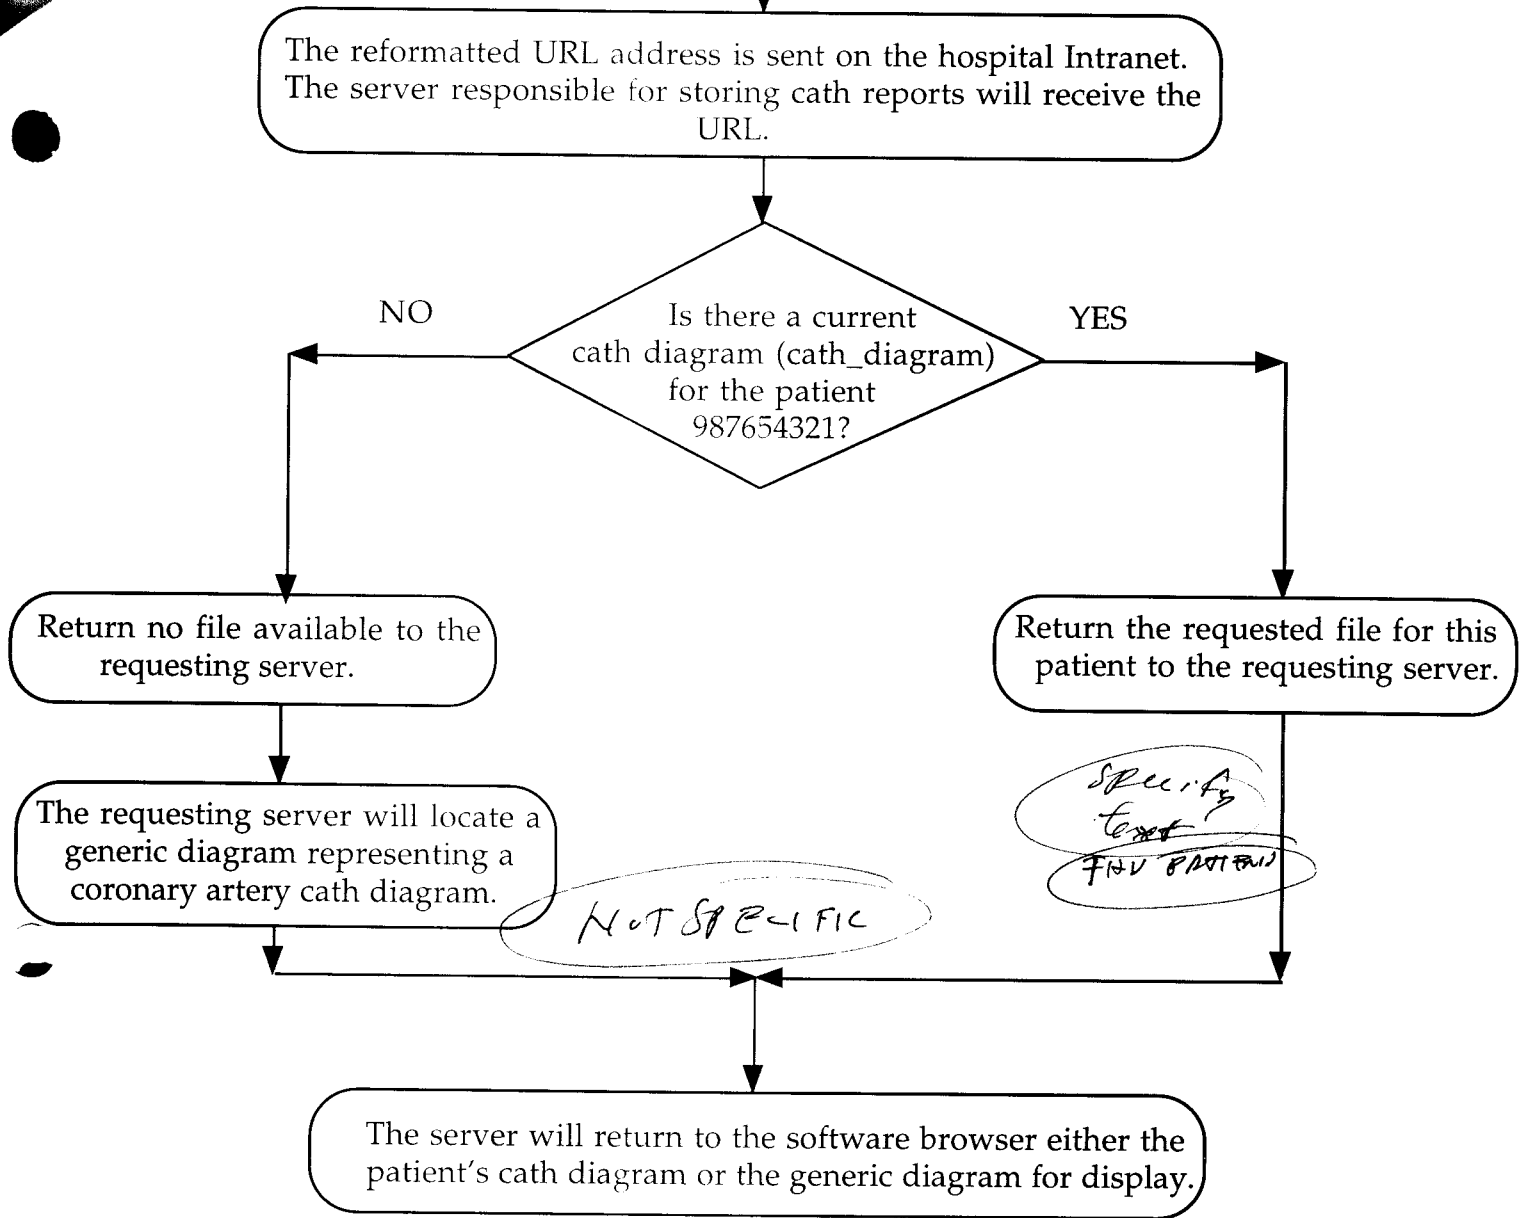 The reformatted URL address is sent on the hospital Intranet.
The server responsible for storing cath reports will receive the
URL.
NO
YES
Is there a current
cath diagram (cath_diagram)
for the patient
987654321?
Return no file available to the
requesting server.
Return the requested file for this
patient to the requesting server.
The requesting server will locate a
generic diagram representing a
coronary artery cath diagram.
Specify
NOT SPECIFIC
The server will return to the software browser either the
patient's cath diagram or the generic diagram for display.